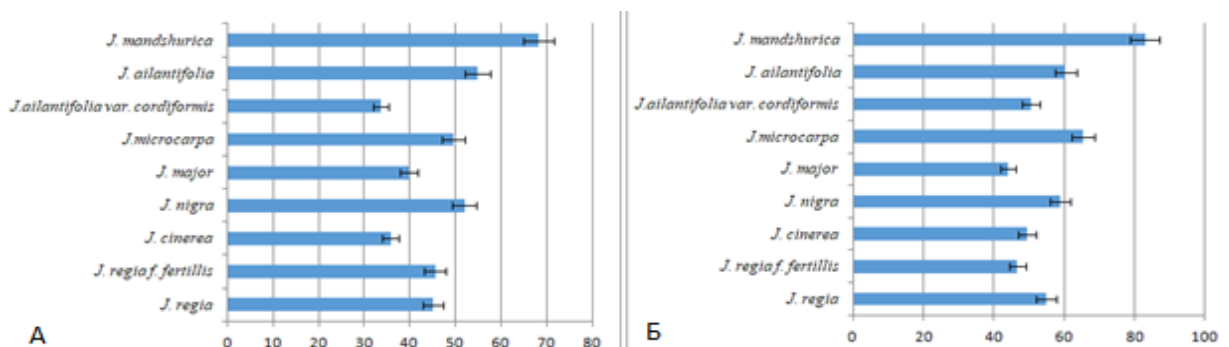 J. mandshurica
J. ailantifolia
J.ailantifolia var. cordiformis
J.microcarpa
J. major
J. nigra
J. cinerea
J. regia f. fertillis
J. regia
0 10 20 30 40 50 60 70 80
А
J. mandshurica
J. ailantifolia
J.ailantifolia var. cordiformis
J.microcarpa
J. major
J. nigra
J. cinerea
J. regia f. fertillis
J. regia
0 20 40 60 80 100
Б